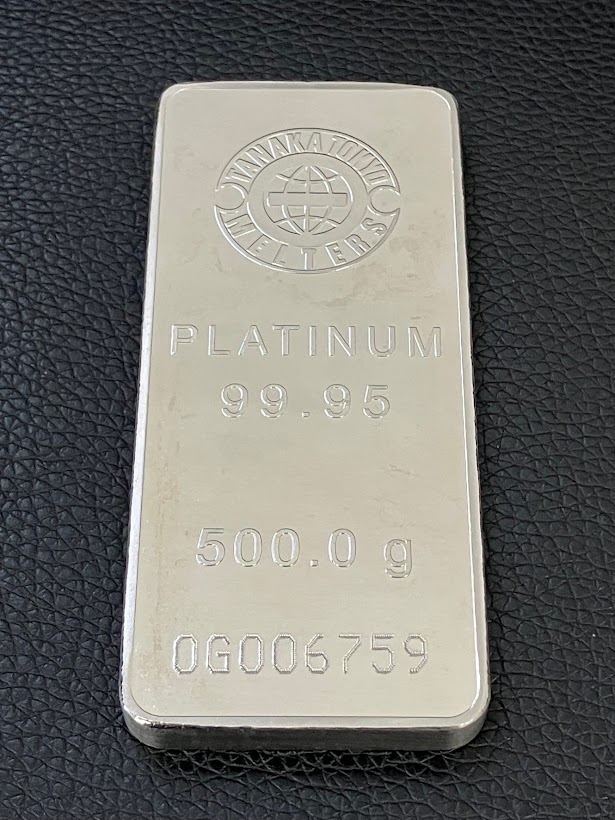 TANAKA TOKYO
MELTERS
PLATINUM
99.95
500.0 g
0G006759